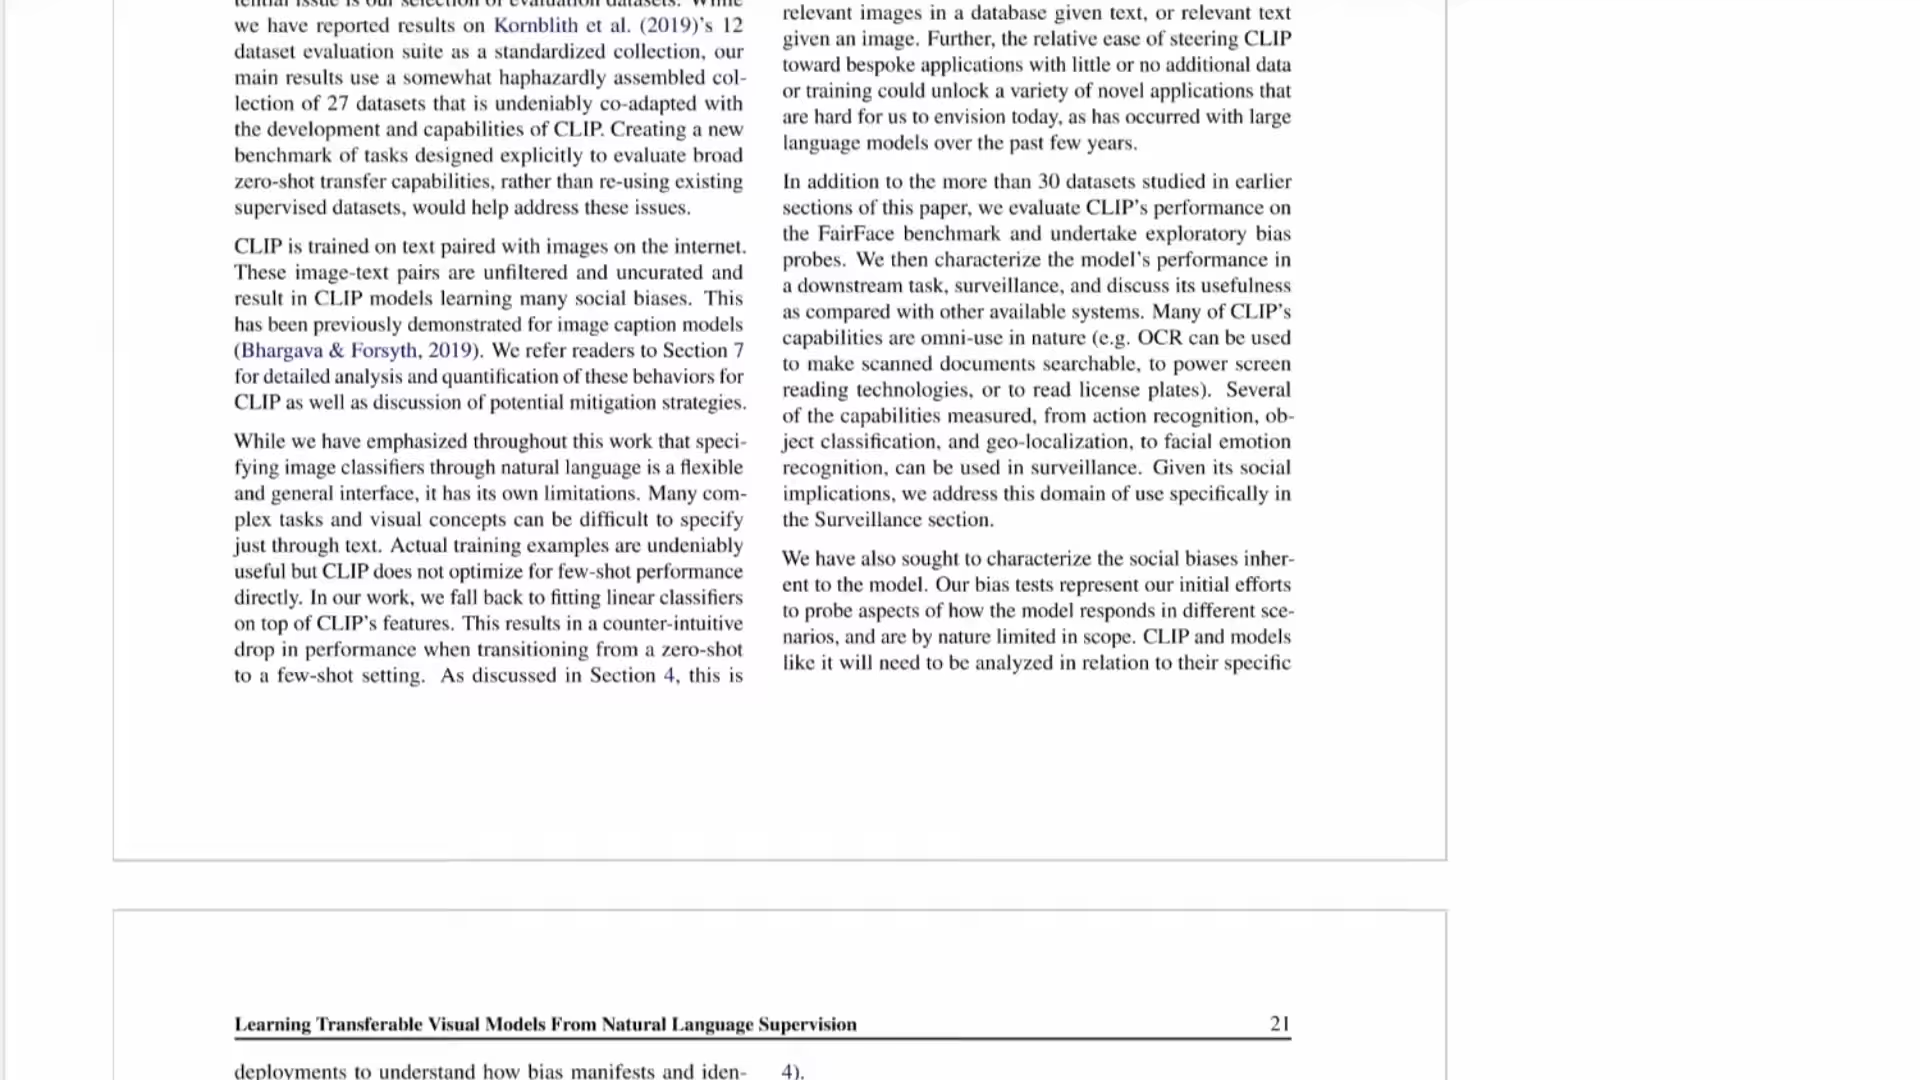 tential issue is our selection of evaluation datasets. While
we have reported results on Kornblith et al. (2019)'s 12
dataset evaluation suite as a standardized collection, our
main results use a somewhat haphazardly assembled col-
lection of 27 datasets that is undeniably co-adapted with
the development and capabilities of CLIP. Creating a new
benchmark of tasks designed explicitly to evaluate broad
zero-shot transfer capabilities, rather than re-using existing
supervised datasets, would help address these issues.
CLIP is trained on text paired with images on the internet.
These image-text pairs are unfiltered and uncurated and
result in CLIP models learning many social biases. This
has been previously demonstrated for image caption models
(Bhargava & Forsyth, 2019). We refer readers to Section 7
for detailed analysis and quantification of these behaviors for
CLIP as well as discussion of potential mitigation strategies.
While we have emphasized throughout this work that speci-
fying image classifiers through natural language is a flexible
and general interface, it has its own limitations. Many com-
plex tasks and visual concepts can be difficult to specify
just through text. Actual training examples are undeniably
useful but CLIP does not optimize for few-shot performance
directly. In our work, we fall back to fitting linear classifiers
on top of CLIP's features. This results in a counter-intuitive
drop in performance when transitioning from a zero-shot
to a few-shot setting. As discussed in Section 4, this is
relevant images in a database given text, or relevant text
given an image. Further, the relative ease of steering CLIP
toward bespoke applications with little or no additional data
or training could unlock a variety of novel applications that
are hard for us to envision today, as has occurred with large
language models over the past few years.
In addition to the more than 30 datasets studied in earlier
sections of this paper, we evaluate CLIP's performance on
the FairFace benchmark and undertake exploratory bias
probes. We then characterize the model's performance in
a downstream task, surveillance, and discuss its usefulness
as compared with other available systems. Many of CLIP's
capabilities are omni-use in nature (e.g. OCR can be used
to make scanned documents searchable, to power screen
reading technologies, or to read license plates). Several
of the capabilities measured, from action recognition, ob-
ject classification, and geo-localization, to facial emotion
recognition, can be used in surveillance. Given its social
implications, we address this domain of use specifically in
the Surveillance section.
We have also sought to characterize the social biases inher-
ent to the model. Our bias tests represent our initial efforts
to probe aspects of how the model responds in different sce-
narios, and are by nature limited in scope. CLIP and models
like it will need to be analyzed in relation to their specific
Learning Transferable Visual Models From Natural Language Supervision 21
deployments to understand how bias manifests and iden-
4).